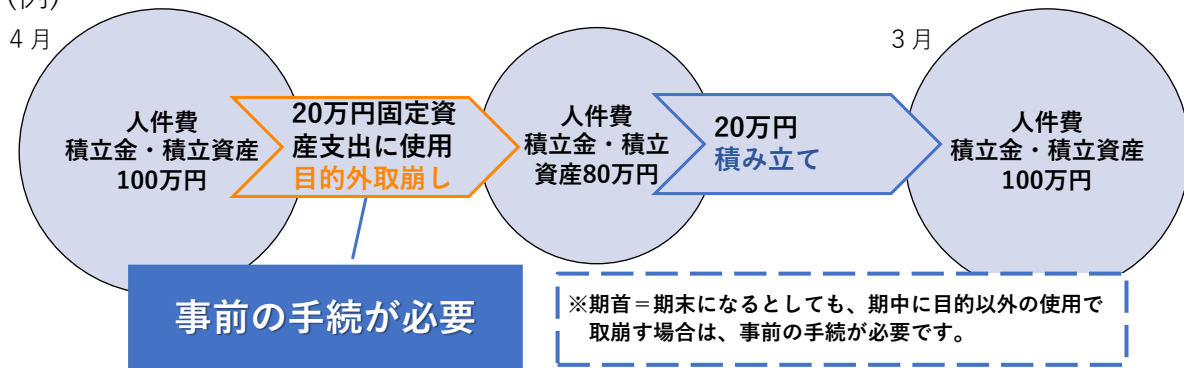 (例)
4月
3月
人件費
積立金・積立資産
100万円
20万円固定資
産支出に使用
目的外取崩し
人件費
積立金・積立
資産80万円
20万円
積み立て
人件費
積立金・積立資産
100万円
事前の手続が必要
※期首＝期末になるとしても、期中に目的以外の使用で
取崩す場合は、事前の手続が必要です。